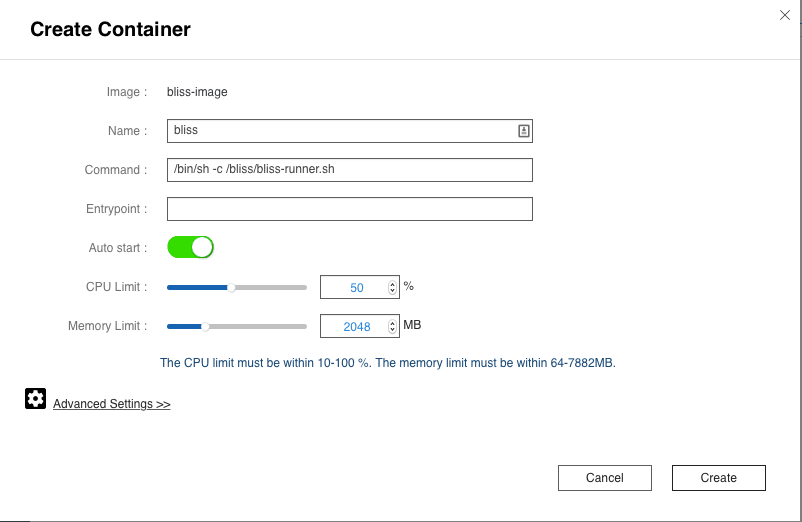 Create Container
Image : bliss-image
Name : bliss
Command : /bin/sh -c /bliss/bliss-runner.sh
Entrypoint :
Auto start :
CPU Limit : 50 %
Memory Limit : 2048 MB
The CPU limit must be within 10-100 %. The memory limit must be within 64-7882MB.
Advanced Settings >>
Cancel Create